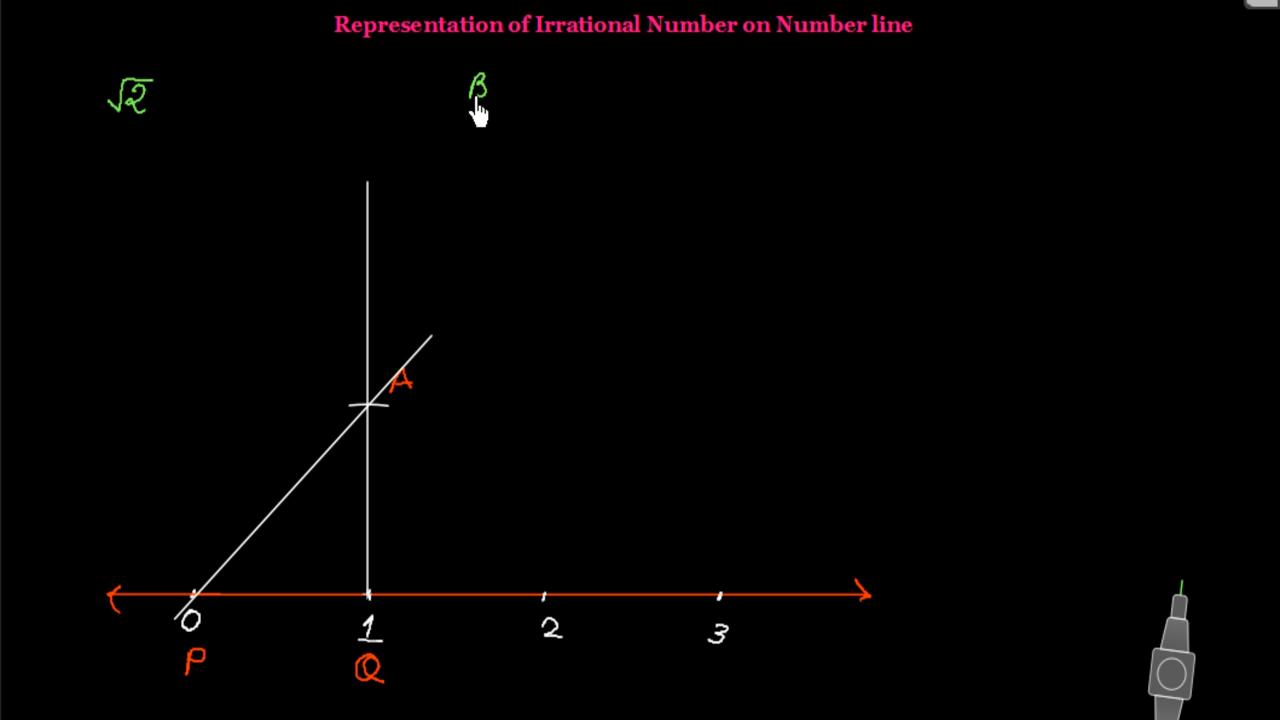 Representation of Irrational Number on Number line
√2
β
A
0 1 2 3
P Q